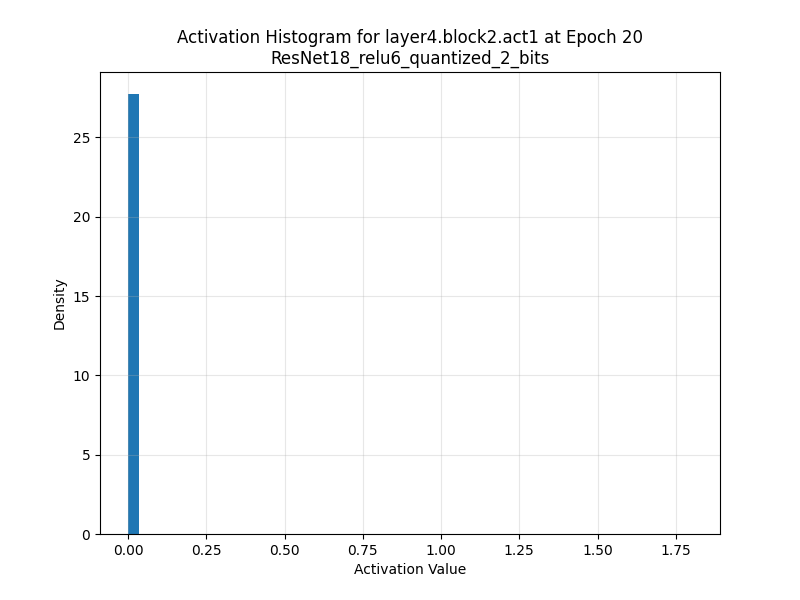 Activation Histogram for layer4.block2.act1 at Epoch 20
ResNet18_relu6_quantized_2_bits
Density
25
20
15
10
5
0
0.00 0.25 0.50 0.75 1.00 1.25 1.50 1.75
Activation Value